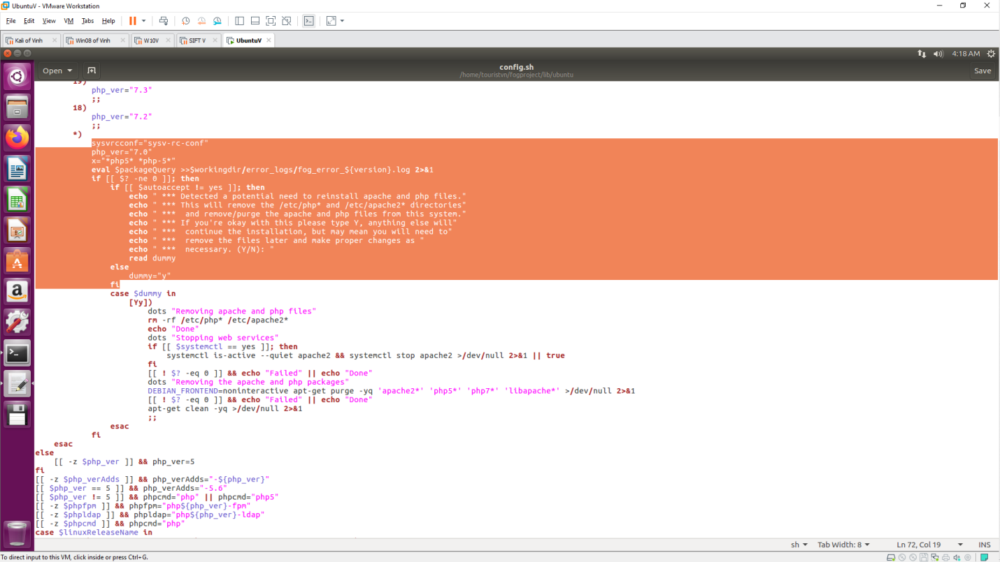 UbuntuV - VMware Workstation
File Edit View VM Tabs Help
Kali of Vinh Win08 of Vinh W10V SIFT V UbuntuV
4:18 AM
Open config.sh Save
/home/touristvn/fogproject/lib/ubuntu
19)
php_ver="7.3"
;;
18)
php_ver="7.2"
;;
*)
sysvrcconf="sysv-rc-conf"
php_ver="7.0"
x="*php5* *php-5*"
eval $packageQuery >>$workingdir/error_logs/fog_error_${version}.log 2>&1
if [[ $? -ne 0 ]]; then
if [[ $autoaccept != yes ]]; then
echo " *** Detected a potential need to reinstall apache and php files."
echo " *** This will remove the /etc/php* and /etc/apache2* directories"
echo " ***  and remove/purge the apache and php files from this system."
echo " *** If you're okay with this please type Y, anything else will"
echo " ***  continue the installation, but may mean you will need to"
echo " ***  remove the files later and make proper changes as "
echo " ***  necessary. (Y/N): "
read dummy
else
dummy="y"
fi
case $dummy in
[Yy])
dots "Removing apache and php files"
rm -rf /etc/php* /etc/apache2*
echo "Done"
dots "Stopping web services"
if [[ $systemctl == yes ]]; then
systemctl is-active --quiet apache2 && systemctl stop apache2 >/dev/null 2>&1 || true
fi
[[ ! $? -eq 0 ]] && echo "Failed" || echo "Done"
dots "Removing the apache and php packages"
DEBIAN_FRONTEND=noninteractive apt-get purge -yq 'apache2*' 'php5*' 'php7*' 'libapache*' >/dev/null 2>&1
[[ ! $? -eq 0 ]] && echo "Failed" || echo "Done"
apt-get clean -yq >/dev/null 2>&1
;;
esac
fi
esac
else
[[ -z $php_ver ]] && php_ver=5
fi
[[ -z $php_verAdds ]] && php_verAdds="-${php_ver}"
[[ $php_ver == 5 ]] && php_verAdds="-5.6"
[[ $php_ver != 5 ]] && phpcmd="php" || phpcmd="php5"
[[ -z $phpfpm ]] && phpfpm="php${php_ver}-fpm"
[[ -z $phpldap ]] && phpldap="php${php_ver}-ldap"
[[ -z $phpcmd ]] && phpcmd="php"
case $linuxReleaseName in
sh Tab Width: 8 Ln 72, Col 19 INS
To direct input to this VM, click inside or press Ctrl+G.